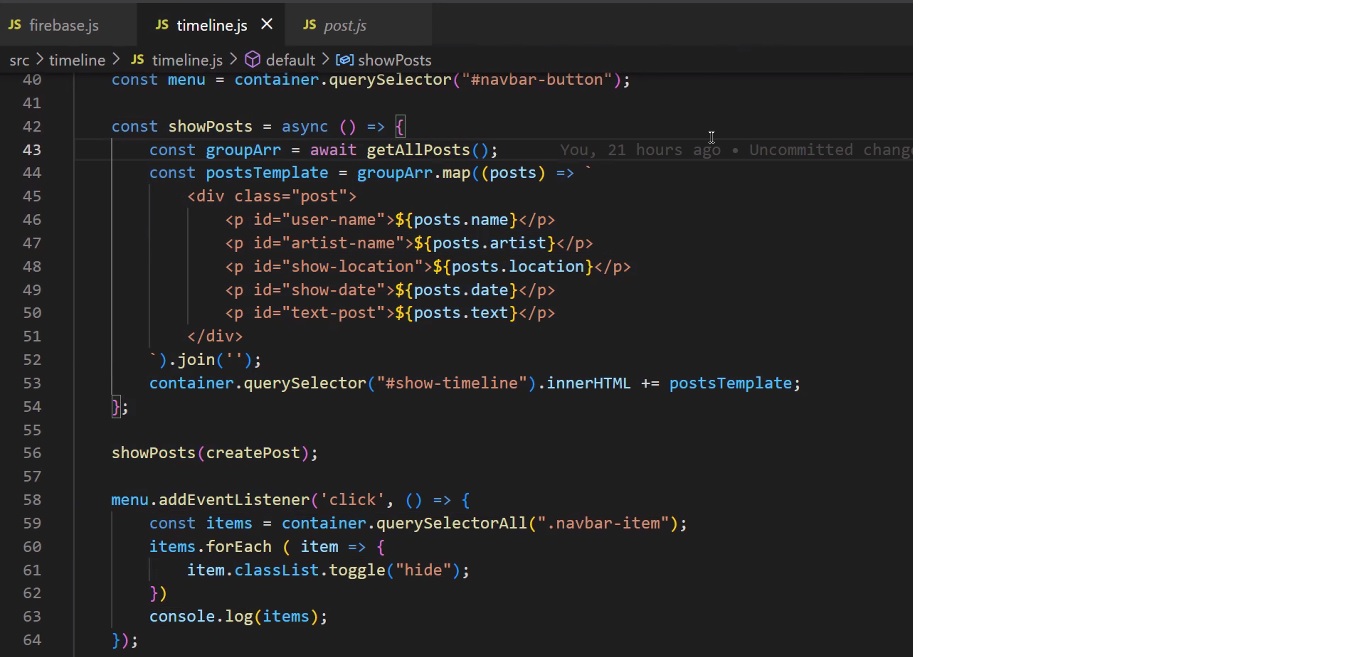 JS firebase.js JS timeline.js × JS post.js
src > timeline > JS timeline.js > default > showPosts
40 const menu = container.querySelector("#navbar-button");
41
42 const showPosts = async () => {
43 const groupArr = await getAllPosts(); You, 21 hours ago • Uncommitted chang
44 const postsTemplate = groupArr.map((posts) => `
45 <div class="post">
46 <p id="user-name">${posts.name}</p>
47 <p id="artist-name">${posts.artist}</p>
48 <p id="show-location">${posts.location}</p>
49 <p id="show-date">${posts.date}</p>
50 <p id="text-post">${posts.text}</p>
51 </div>
52 `).join('');
53 container.querySelector("#show-timeline").innerHTML += postsTemplate;
54 };
55
56 showPosts(createPost);
57
58 menu.addEventListener('click', () => {
59 const items = container.querySelectorAll(".navbar-item");
60 items.forEach ( item => {
61 item.classList.toggle("hide");
62 })
63 console.log(items);
64 });